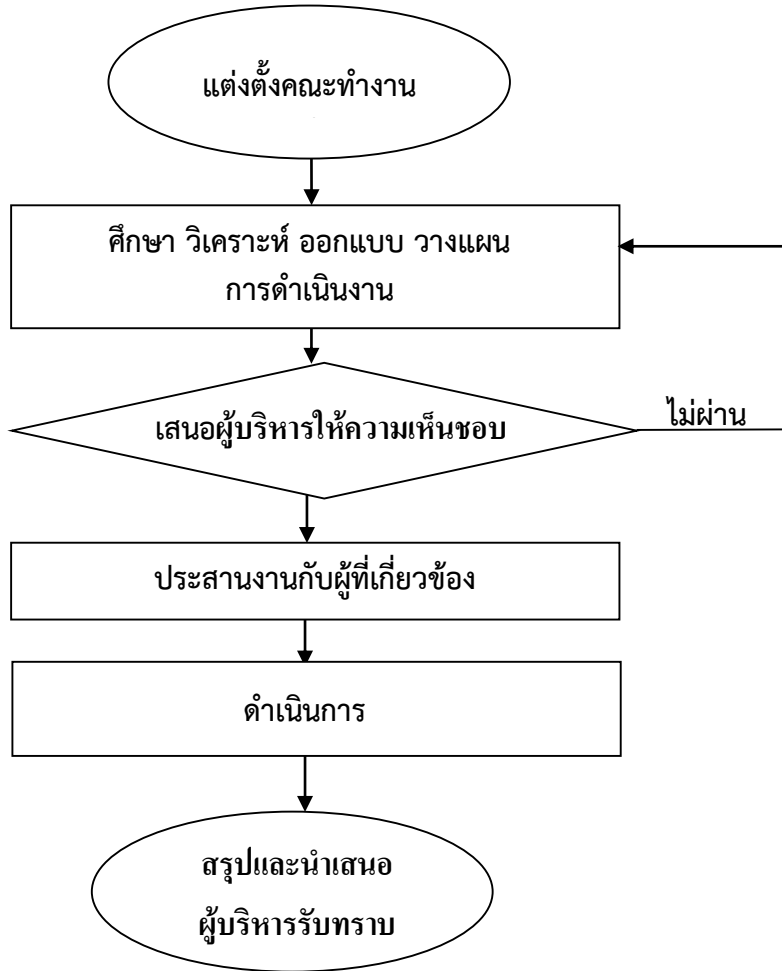 แต่งตั้งคณะทำงาน
ศึกษา วิเคราะห์ ออกแบบ วางแผน
การดำเนินงาน
เสนอผู้บริหารให้ความเห็นชอบ
ไม่ผ่าน
ประสานงานกับผู้ที่เกี่ยวข้อง
ดำเนินการ
สรุปและนำเสนอ
ผู้บริหารรับทราบ